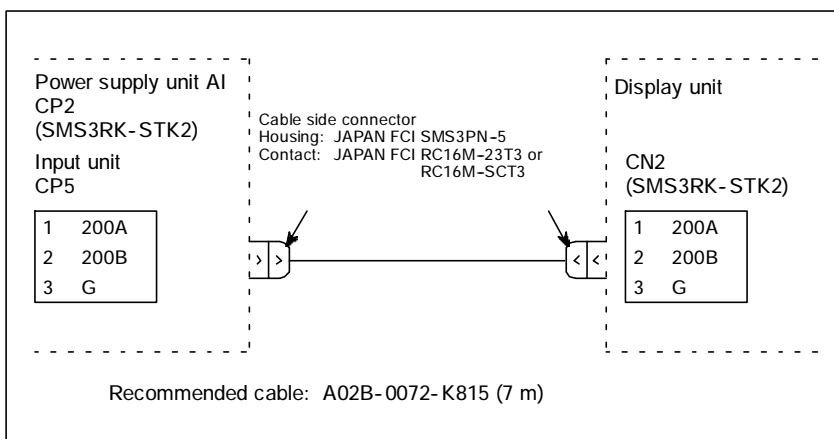 Power supply unit AI
CP2
(SMS3RK-STK2)
Input unit
CP5
1 200A
2 200B
3 G
Cable side connector
Housing: JAPAN FCI SMS3PN-5
Contact: JAPAN FCI RC16M-23T3 or
RC16M-SCT3
Display unit
CN2
(SMS3RK-STK2)
1 200A
2 200B
3 G
Recommended cable: A02B-0072-K815 (7 m)